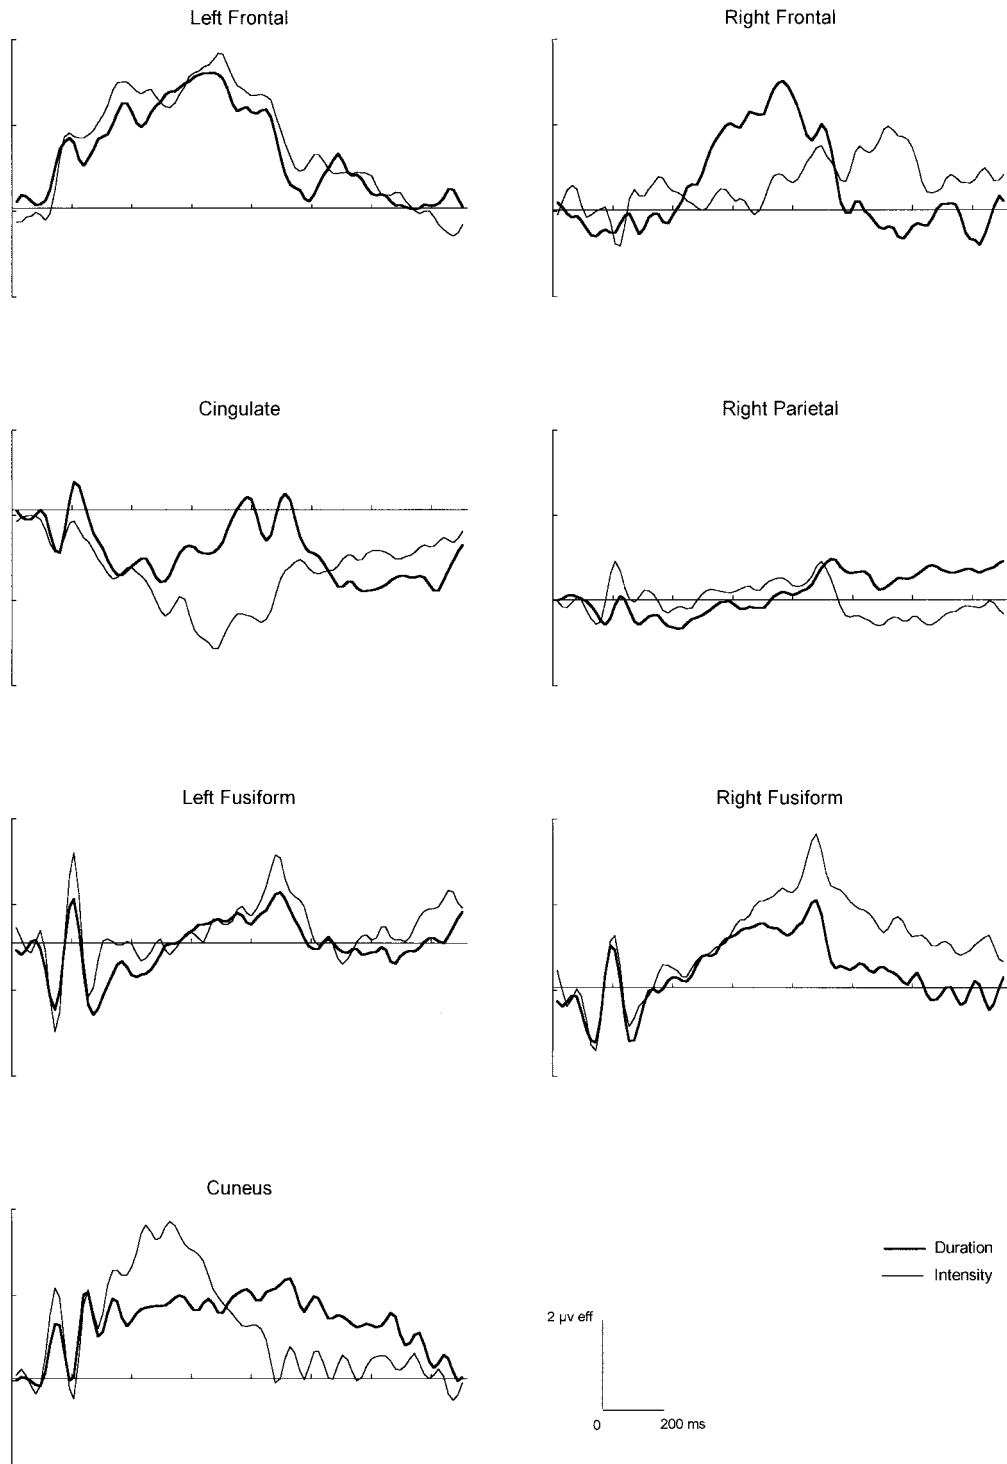 Left Frontal
Right Frontal
Cingulate
Right Parietal
Left Fusiform
Right Fusiform
Cuneus
Duration
Intensity
2 μv eff
0
200 ms